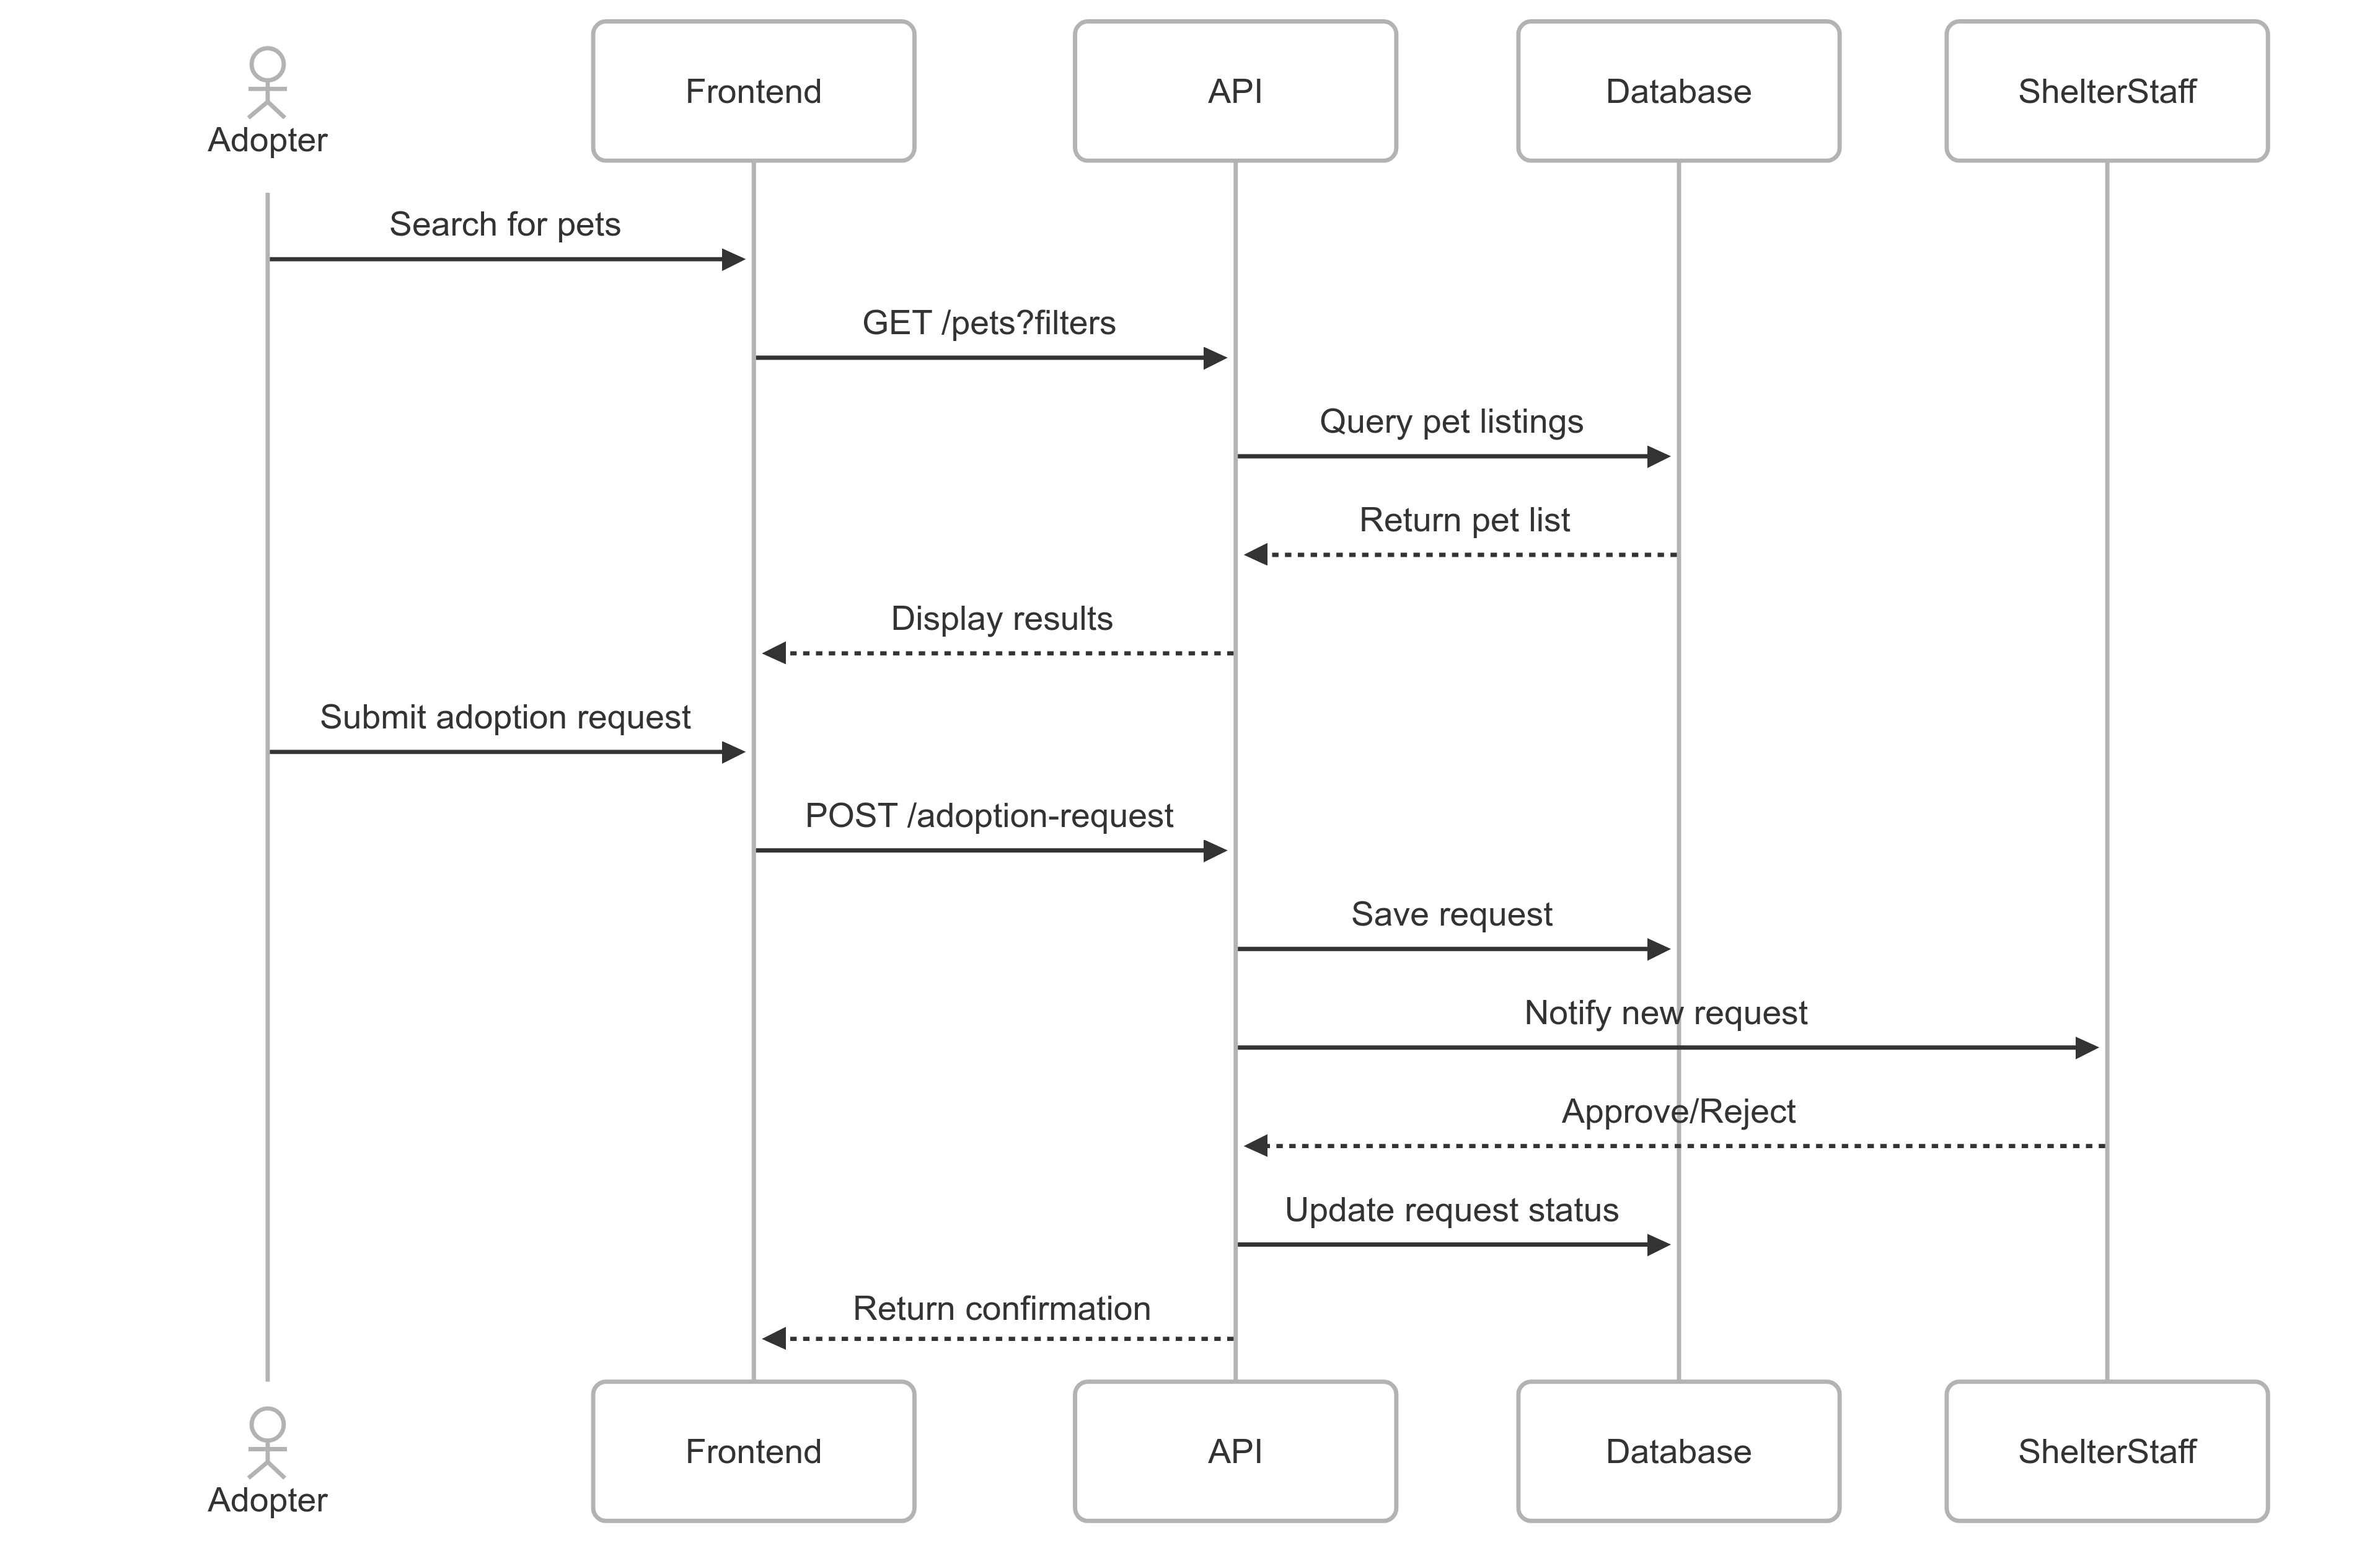 Adopter
Frontend
API
Database
ShelterStaff
Search for pets
GET /pets?filters
Query pet listings
Return pet list
Display results
Submit adoption request
POST /adoption-request
Save request
Notify new request
Approve/Reject
Update request status
Return confirmation
Adopter
Frontend
API
Database
ShelterStaff